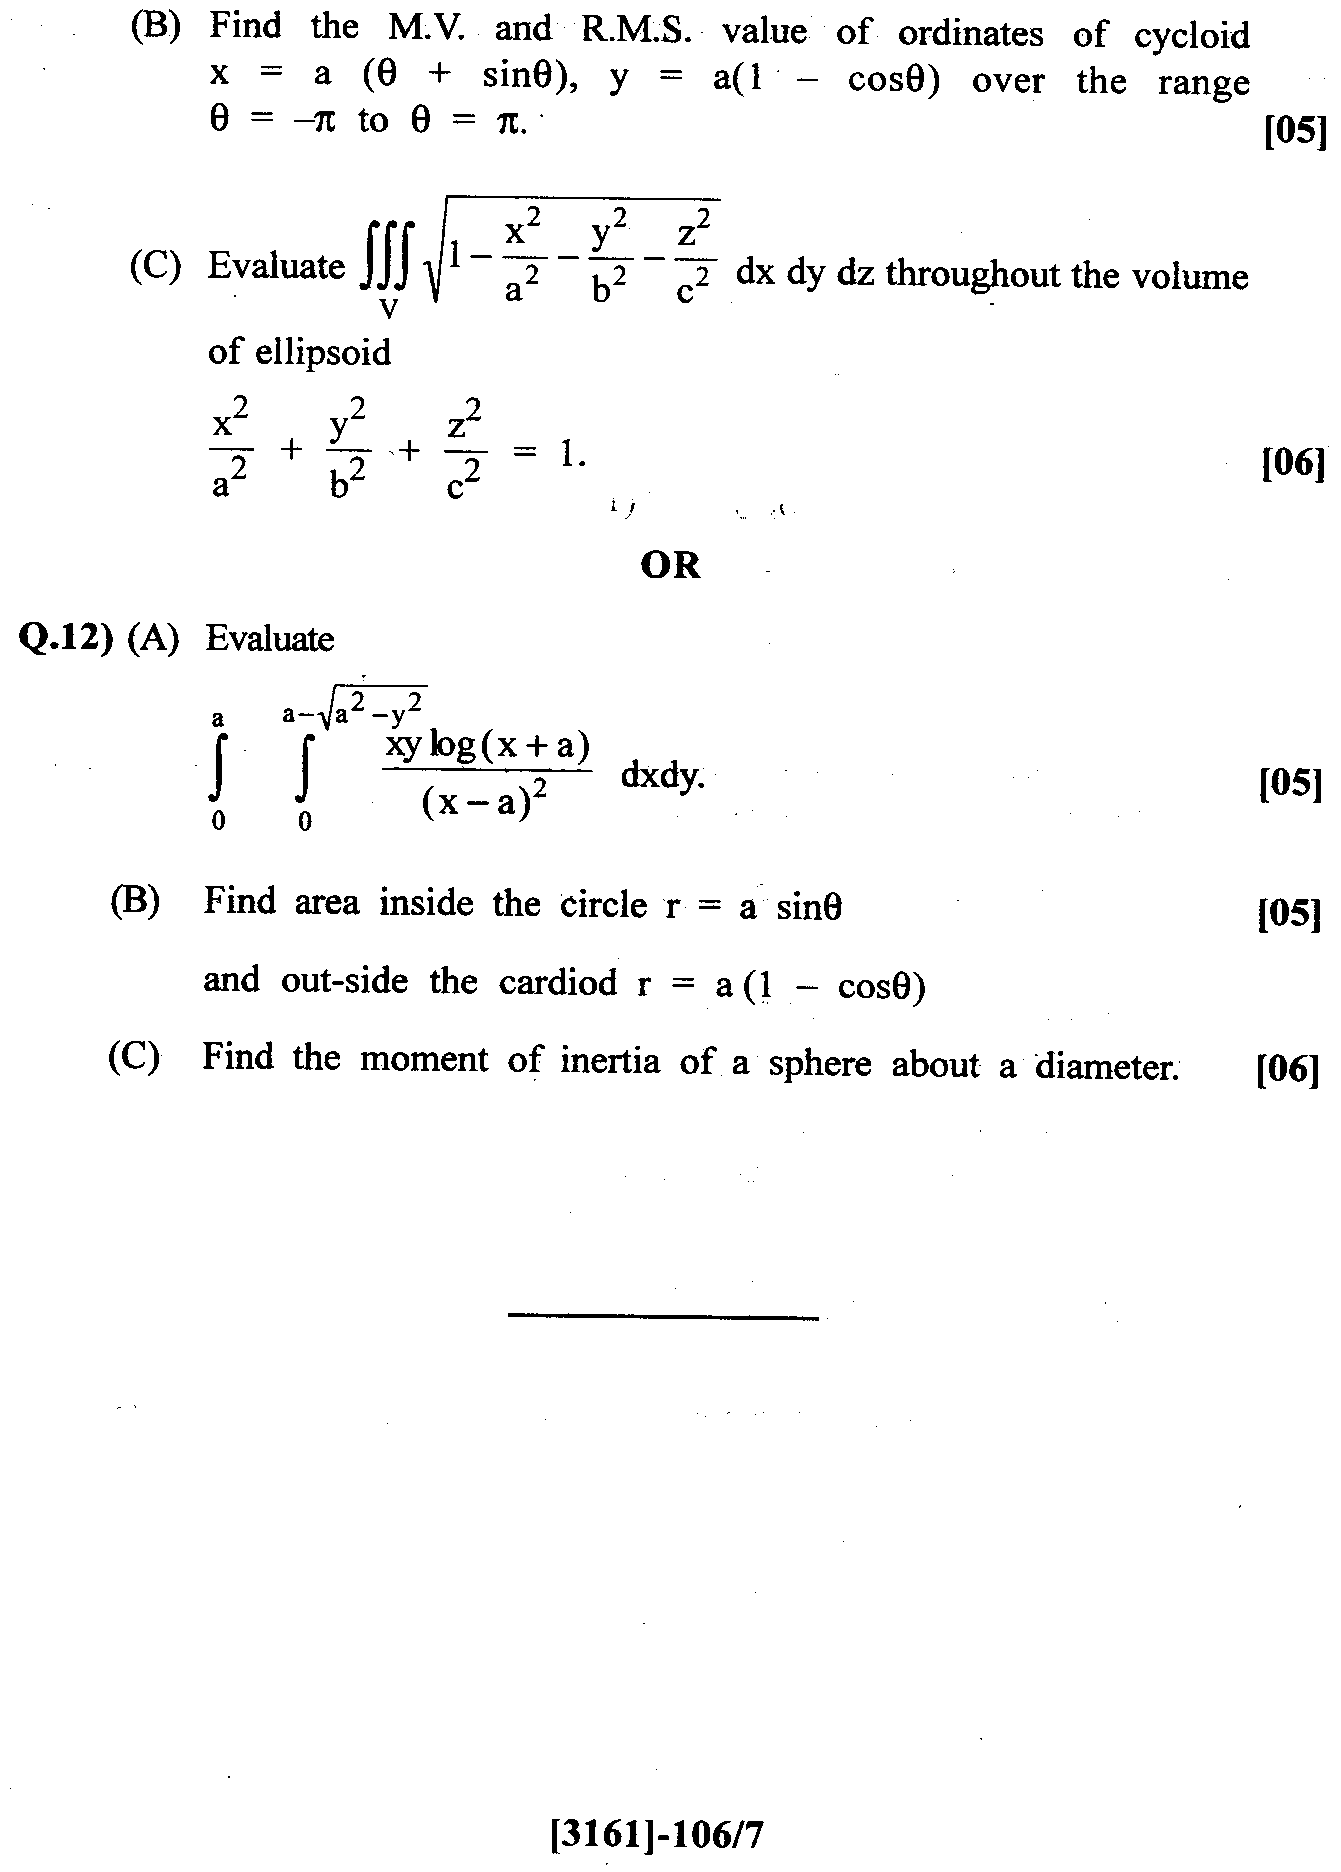 (B) Find the M.V. and R.M.S. value of ordinates of cycloid
x = a (θ + sinθ), y = a(1 – cosθ) over the range
θ = –π to θ = π.
[05]
(C) Evaluate ∭_V √(1 – x²/a² – y²/b² – z²/c²) dx dy dz throughout the volume
of ellipsoid
x²/a² + y²/b² + z²/c² = 1.
[06]
OR
Q.12) (A) Evaluate
∫_0^a ∫_0^{a–√(a²–y²)} xy log(x+a)/(x–a)² dxdy.
[05]
(B) Find area inside the circle r = a sinθ [05]
and out-side the cardiod r = a (1 – cosθ)
(C) Find the moment of inertia of a sphere about a diameter. [06]
[3161]-106/7